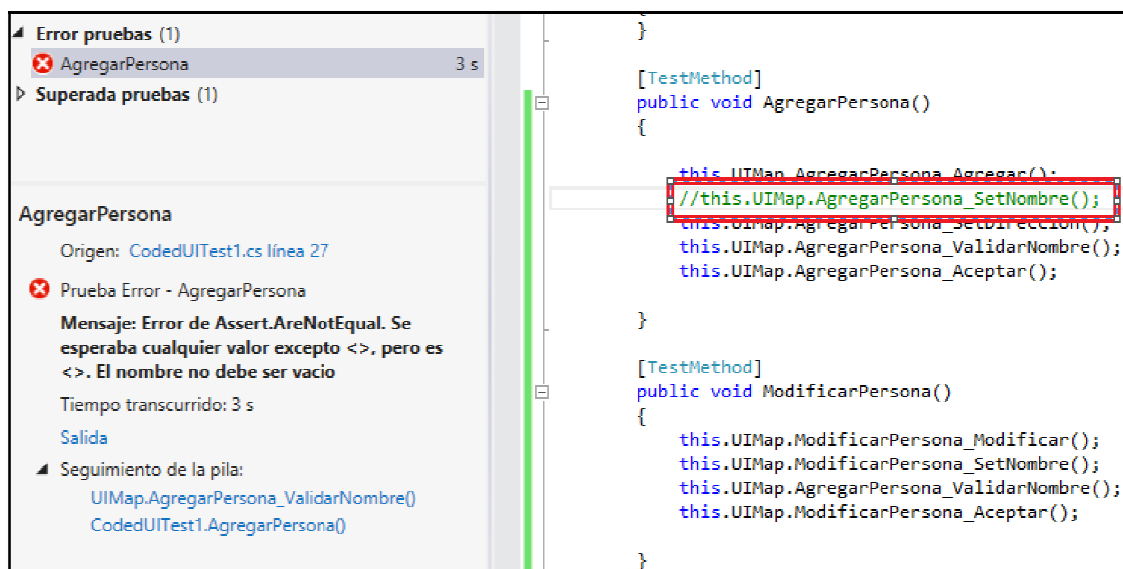 Error pruebas (1)
AgregarPersona 3 s
Superada pruebas (1)
AgregarPersona
Origen: CodedUITest1.cs línea 27
Prueba Error - AgregarPersona
Mensaje: Error de Assert.AreNotEqual. Se
esperaba cualquier valor excepto <>, pero es
<>. El nombre no debe ser vacio
Tiempo transcurrido: 3 s
Salida
Seguimiento de la pila:
UIMap.AgregarPersona_ValidarNombre()
CodedUITest1.AgregarPersona()
}
[TestMethod]
public void AgregarPersona()
{
this.UIMap.AgregarPersona_Agregar();
//this.UIMap.AgregarPersona_SetNombre();
this.UIMap.AgregarPersona_SetDireccion();
this.UIMap.AgregarPersona_ValidarNombre();
this.UIMap.AgregarPersona_Aceptar();
}
[TestMethod]
public void ModificarPersona()
{
this.UIMap.ModificarPersona_Modificar();
this.UIMap.ModificarPersona_SetNombre();
this.UIMap.AgregarPersona_ValidarNombre();
this.UIMap.ModificarPersona_Aceptar();
}